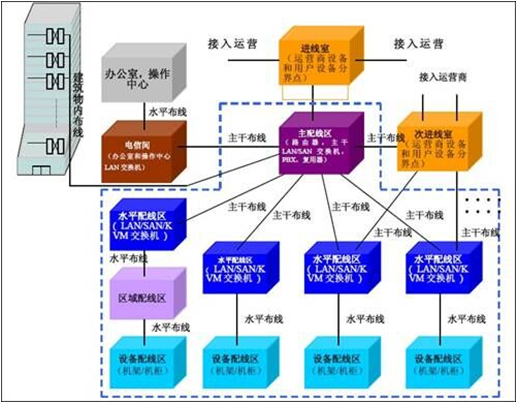 接入运营
进线室
（运营商设备
和用户设备分
界点）
接入运营
接入运营商
办公室，操作
中心
水平布线
建筑物内布线
电信间
（办公室和操作中心
LAN交换机）
主干布线
主配线区
（路由器，主干
LAN/SAN 交换机，
PBX，复用器）
主干布线
次进线室
（运营商设备
和用户设备分
界点）
水平配线区
（ LAN/SAN/K
VM 交换机 ）
主干布线
主干布线
主干布线
主干布线
主干布线
主干布线
水平配线区
（ LAN/SAN/K
VM 交换机 ）
水平配线区
（ LAN/SAN/K
VM 交换机 ）
水平配线区
（ LAN/SAN/K
VM 交换机 ）
水平布线
区域配线区
水平布线
水平布线
水平布线
水平布线
设备配线区
（机架/机柜）
设备配线区
（机架/机柜）
设备配线区
（机架/机柜）
设备配线区
（机架/机柜）